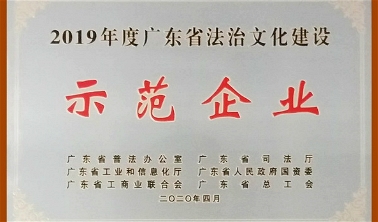 2019年度广东省法治文化建设
示范企业
广东省普法办公室 广东省司法厅
广东省工业和信息化厅 广东省人民政府国资委
广东省工商业联合会 广东省总工会
二〇二〇年四月